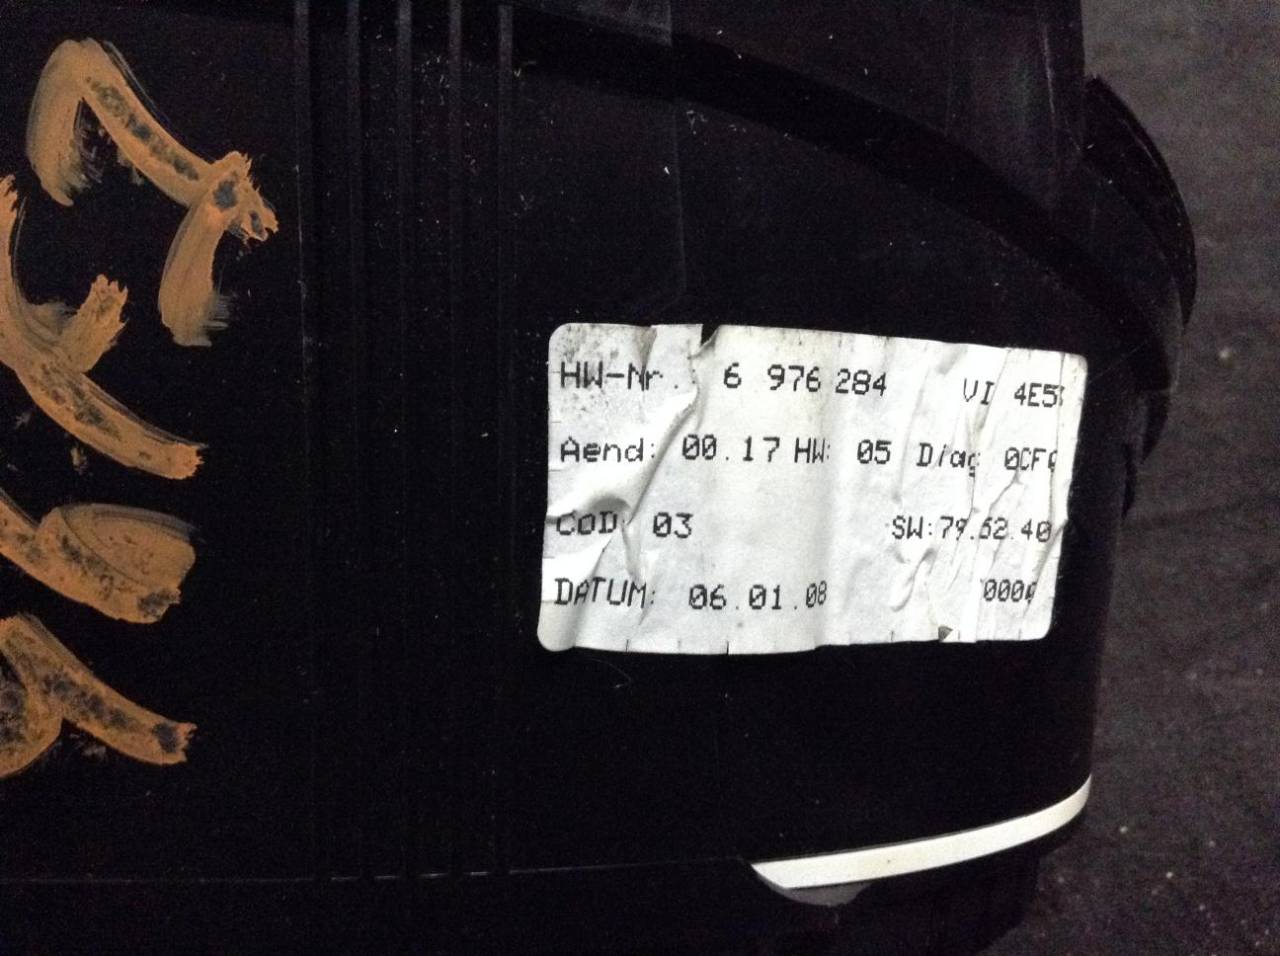 HW-Nr. 6 976 284 VI 4E5
Aend: 00.17 HW: 05 Diag 0CF
CoD: 03 SW:79.62.40
DATUM: 06.01.08 000